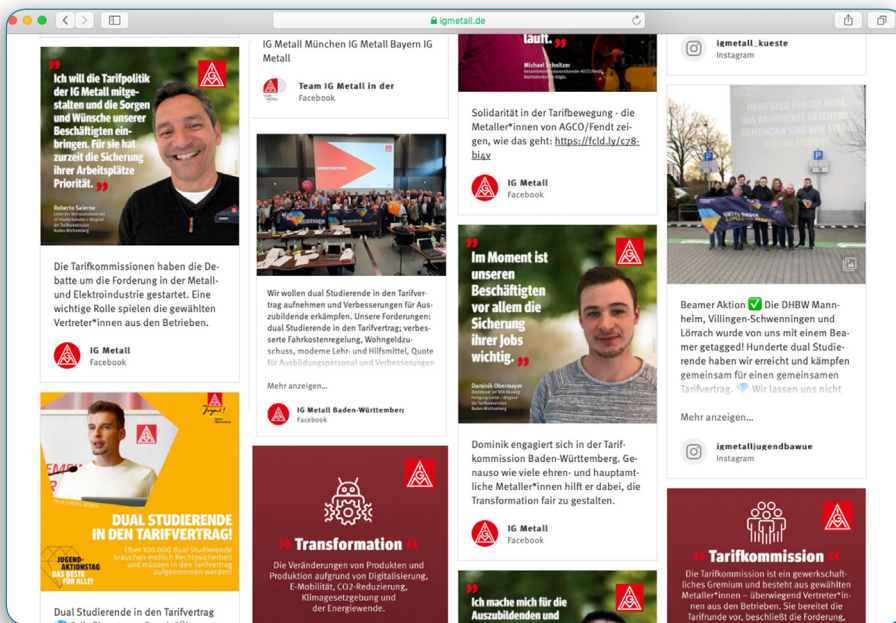 igmetall.de
Ich will die Tarifpolitik
der IG Metall mitge-
stalten und die Sorgen
und Wünsche unserer
Beschäftigten ein-
bringen. Für sie hat
zurzeit die Sicherung
ihrer Arbeitsplätze
Priorität.
Roberto Salerno
Die Tarifkommissionen haben die De-
batte um die Forderung in der Metall-
und Elektroindustrie gestartet. Eine
wichtige Rolle spielen die gewählten
Vertreter*innen aus den Betrieben.
IG Metall
Facebook
Jugend!
DUAL STUDIERENDE
IN DEN TARIFVERTRAG!
Über 100.000 dual Studierende
brauchen endlich Rechtssicherheit
und müssen in den Tarifvertrag
aufgenommen werden!
JUGEND-
AKTIONSTAG
DAS BESTE
FÜR ALLE!
Dual Studierende in den Tarifvertrag
IG Metall München IG Metall Bayern IG
Metall
Team IG Metall in der
Facebook
Wir wollen dual Studierende in den Tarifver-
trag aufnehmen und Verbesserungen für Aus-
zubildende erkämpfen. Unsere Forderungen:
dual Studierende in den Tarifvertrag; verbes-
serte Fahrkostenregelung, Wohngeldzu-
schuss, moderne Lehr- und Hilfsmittel, Quote
für Ausbildungspersonal und Verbesserungen
Mehr anzeigen...
IG Metall Baden-Württember
Facebook
»» Transformation ««
Die Veränderungen von Produkten und
Produktion aufgrund von Digitalisierung,
E-Mobilität, CO2-Reduzierung,
Klimagesetzgebung und
der Energiewende.
läuft.
Michael Schnitzer
Solidarität in der Tarifbewegung - die
Metaller*innen von AGCO/Fendt zei-
gen, wie das geht: https://fcld.ly/c78-
bi4v
IG Metall
Facebook
Im Moment ist
unseren
Beschäftigten
vor allem die
Sicherung
ihrer Jobs
wichtig.
Dominik Obermayer
Dominik engagiert sich in der Tarif-
kommission Baden-Württemberg. Ge-
nauso wie viele ehren- und hauptamt-
liche Metaller*innen hilft er dabei, die
Transformation fair zu gestalten.
IG Metall
Facebook
Ich mache mich für die
Auszubildenden und
igmetall_kueste
Instagram
Beamer Aktion ✅ Die DHBW Mann-
heim, Villingen-Schwenningen und
Lörrach wurde von uns mit einem Bea-
mer getagged! Hunderte dual Studie-
rende haben wir erreicht und kämpfen
gemeinsam für einen gemeinsamen
Tarifvertrag. 💎 Wir lassen uns nicht
Mehr anzeigen...
igmetalljugendbawue
Instagram
»» Tarifkommission ««
Die Tarifkommission ist ein gewerkschaft-
liches Gremium und besteht aus gewählten
Metaller*innen – überwiegend Vertreter*in-
nen aus den Betrieben. Sie bereitet die
Tarifrunde vor, beschließt die Forderung,